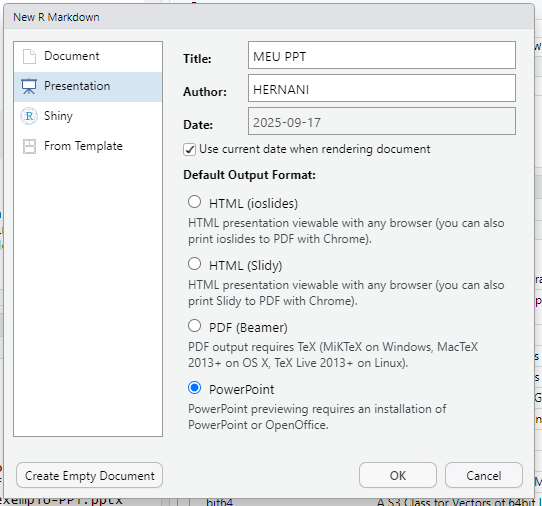 New R Markdown
Document
Presentation
Shiny
From Template
Title: MEU PPT
Author: HERNANI
Date: 2025-09-17
Use current date when rendering document
Default Output Format:
HTML (ioslides)
HTML presentation viewable with any browser (you can also
print ioslides to PDF with Chrome).
HTML (Slidy)
HTML presentation viewable with any browser (you can also
print Slidy to PDF with Chrome).
PDF (Beamer)
PDF output requires TeX (MiKTeX on Windows, MacTeX
2013+ on OS X, TeX Live 2013+ on Linux).
PowerPoint
PowerPoint previewing requires an installation of
PowerPoint or OpenOffice.
Create Empty Document
OK
Cancel
bit64
A S3 Class for Vectors of 64bit